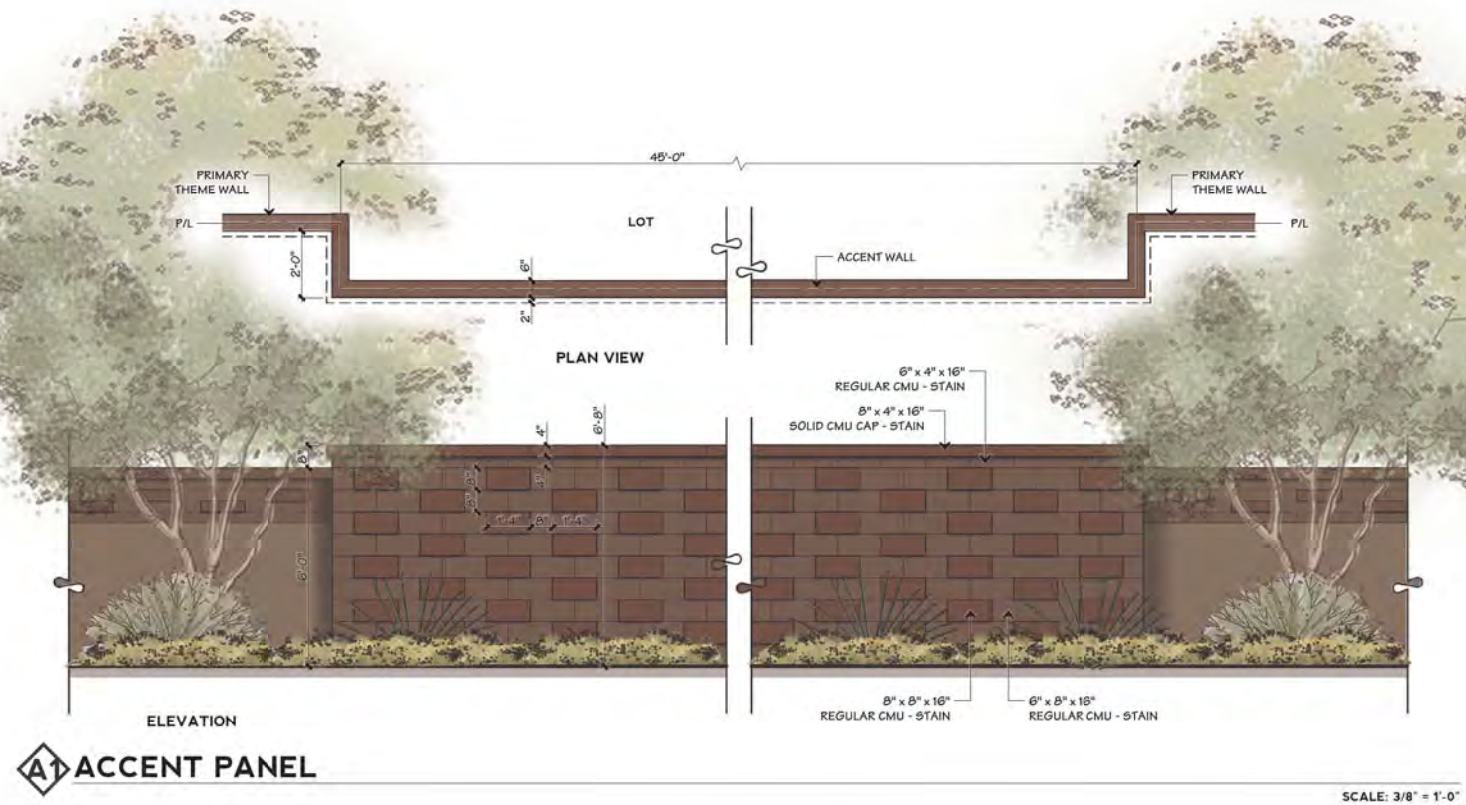 45'-0"
PRIMARY
THEME WALL
PRIMARY
THEME WALL
P/L
LOT
P/L
2'-0"
6"
ACCENT WALL
2"
PLAN VIEW
6" x 4" x 16"
REGULAR CMU - STAIN
8" x 4" x 16"
SOLID CMU CAP - STAIN
4"
6'-8"
8"
8"
4"
8"
1'-4" 8" 1'-4"
6'-0"
8" x 8" x 16"
REGULAR CMU - STAIN
6" x 8" x 16"
REGULAR CMU - STAIN
ELEVATION
A1 ACCENT PANEL
SCALE: 3/8" = 1'-0"